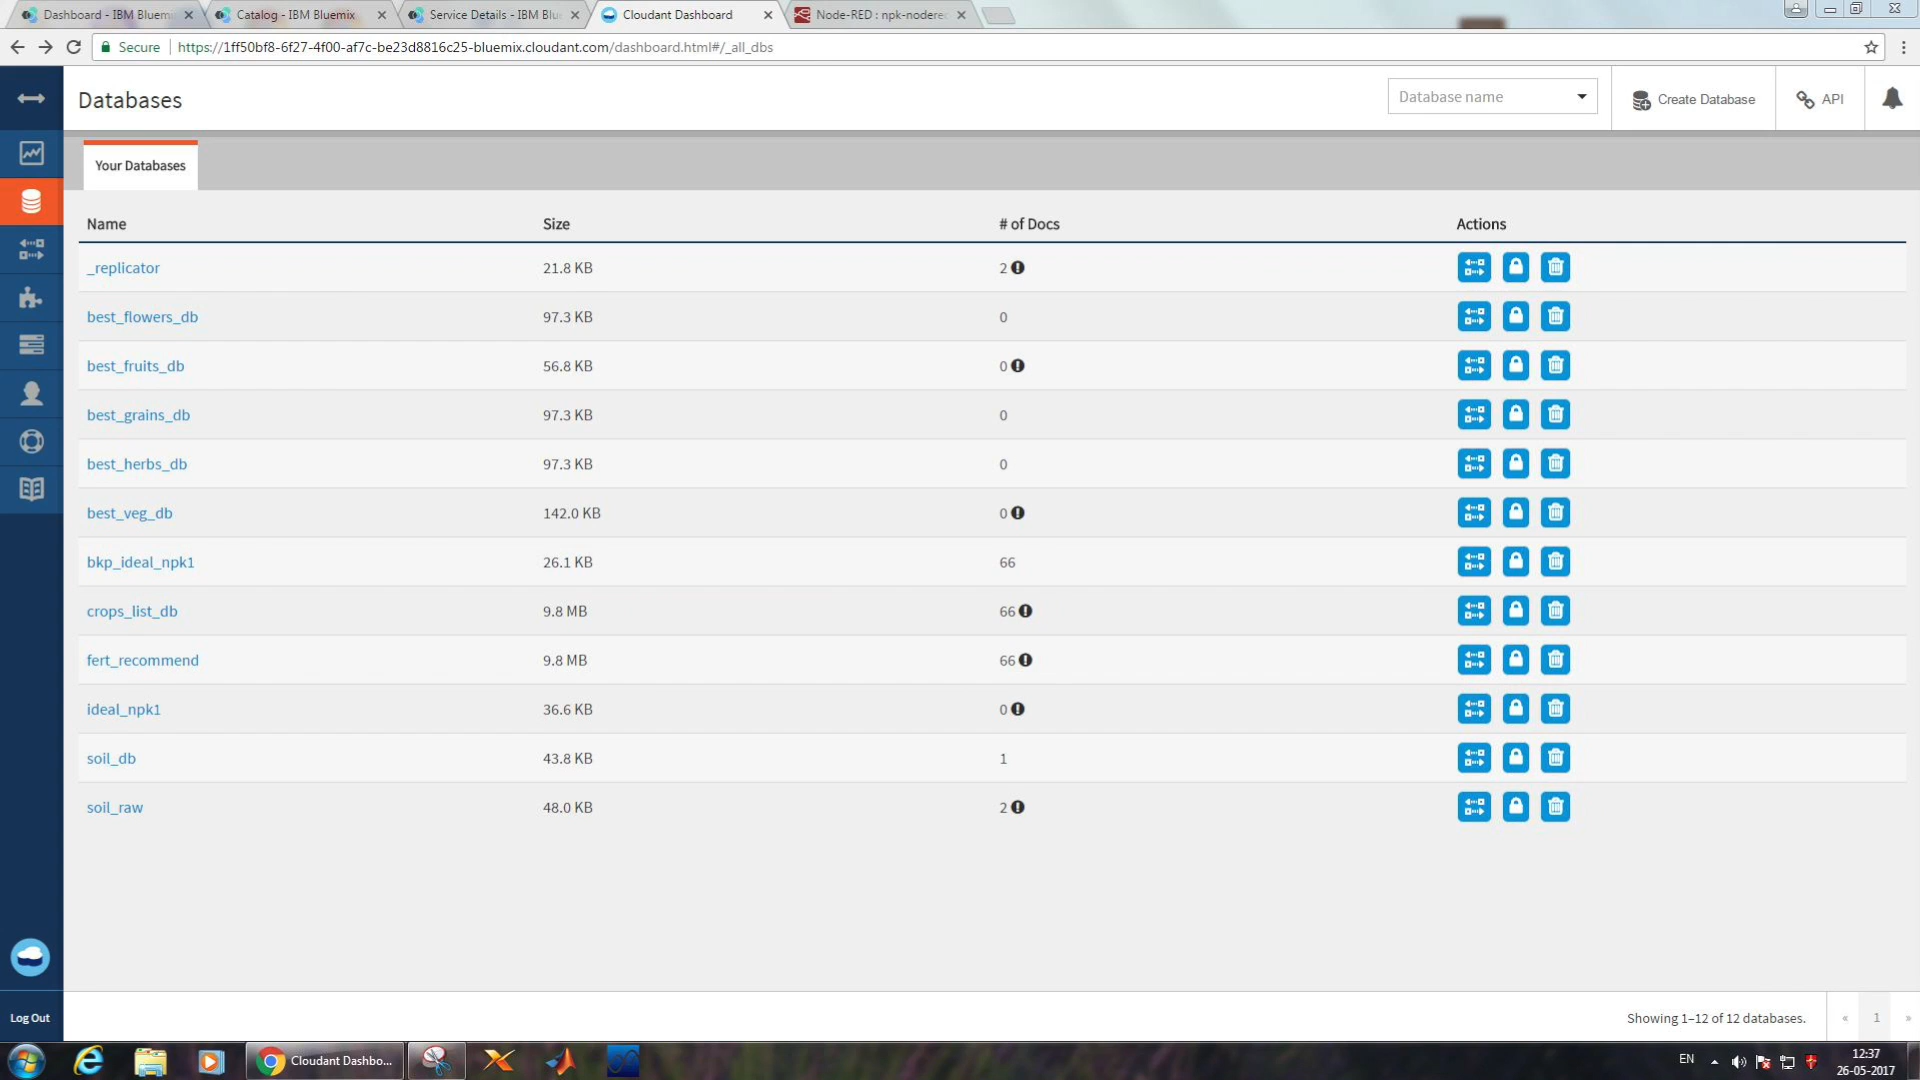 Dashboard - IBM Bluemi
Catalog - IBM Bluemix
Service Details - IBM Blu
Cloudant Dashboard
Node-RED : npk-nodered
Secure
https://1ff50bf8-6f27-4f00-af7c-be23d8816c25-bluemix.cloudant.com/dashboard.html#/_all_dbs
Databases
Database name
Create Database
API
Your Databases
Name Size # of Docs Actions
_replicator 21.8 KB 2
best_flowers_db 97.3 KB 0
best_fruits_db 56.8 KB 0
best_grains_db 97.3 KB 0
best_herbs_db 97.3 KB 0
best_veg_db 142.0 KB 0
bkp_ideal_npk1 26.1 KB 66
crops_list_db 9.8 MB 66
fert_recommend 9.8 MB 66
ideal_npk1 36.6 KB 0
soil_db 43.8 KB 1
soil_raw 48.0 KB 2
Log Out
Showing 1–12 of 12 databases.
« 1 »
Cloudant Dashbo...
EN
12:37
26-05-2017